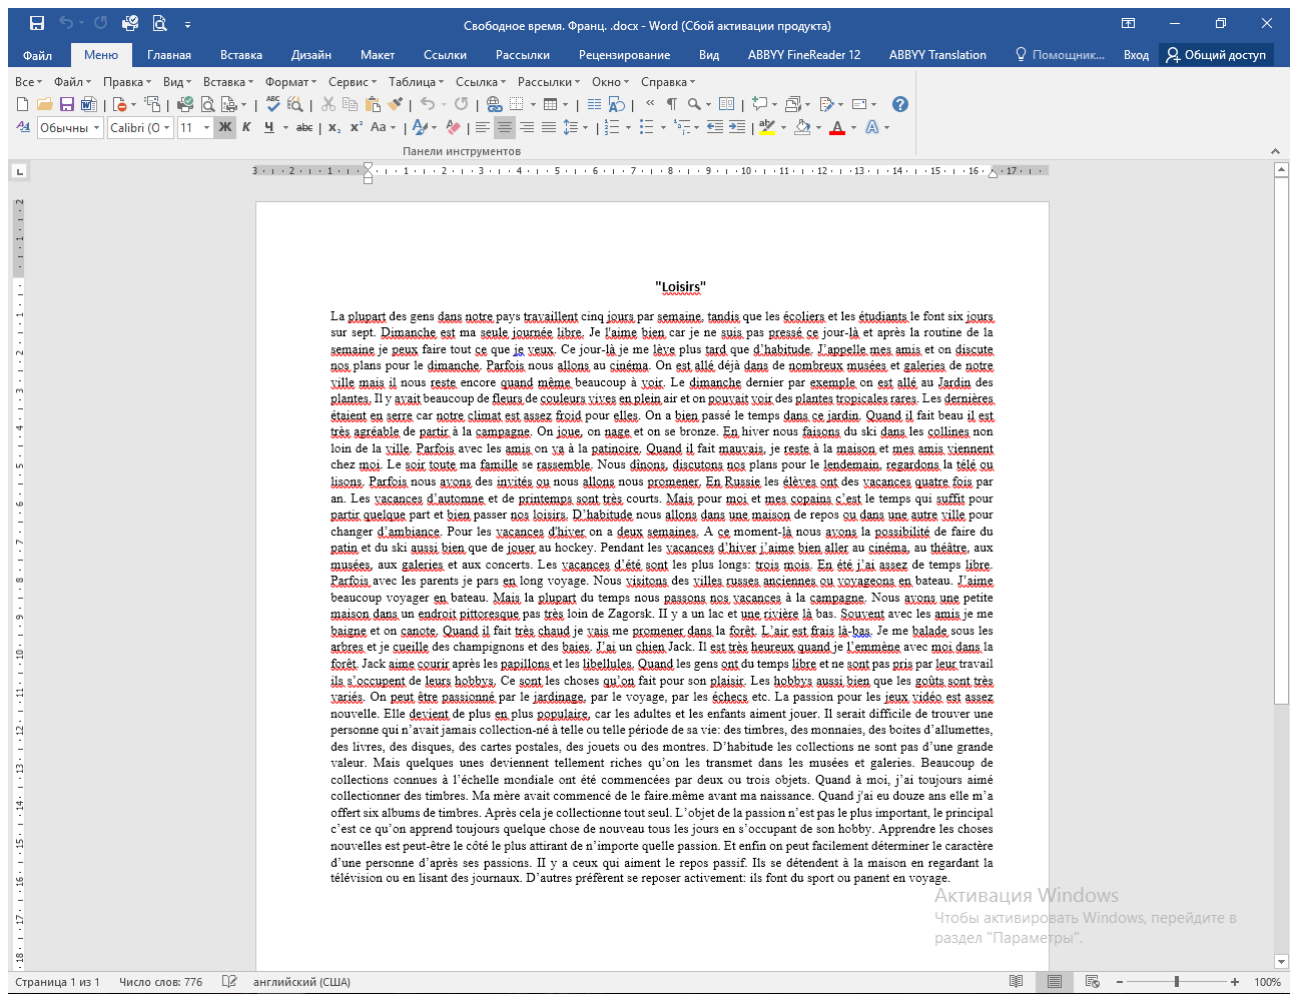 Свободное время. Франц. .docx - Word (Сбой активации продукта)
Файл Меню Главная Вставка Дизайн Макет Ссылки Рассылки Рецензирование Вид ABBYY FineReader 12 ABBYY Translation Помощник... Вход Общий доступ
Все Файл Правка Вид Вставка Формат Сервис Таблица Ссылка Рассылки Окно Справка
Обычны Calibri (О 11 Ж К Ч abc x₂ x² Aa
Панели инструментов
3 2 1 1 2 3 4 5 6 7 8 9 10 11 12 13 14 15 16 17
"Loisirs"
La plupart des gens dans notre pays travaillent cinq jours par semaine, tandis que les écoliers et les étudiants le font six jours
sur sept. Dimanche est ma seule journée libre. Je l'aime bien car je ne suis pas pressé ce jour-là et après la routine de la
semaine je peux faire tout ce que je veux. Ce jour-là je me lève plus tard que d’habitude. J’appelle mes amis et on discute
nos plans pour le dimanche. Parfois nous allons au cinéma. On est allé déjà dans de nombreux musées et galeries de notre
ville mais il nous reste encore quand même beaucoup à voir. Le dimanche dernier par exemple on est allé au Jardin des
plantes. Il y avait beaucoup de fleurs de couleurs vives en plein air et on pouvait voir des plantes tropicales rares. Les dernières
étaient en serre car notre climat est assez froid pour elles. On a bien passé le temps dans ce jardin. Quand il fait beau il est
très agréable de partir à la campagne. On joue, on nage et on se bronze. En hiver nous faisons du ski dans les collines non
loin de la ville. Parfois avec les amis on va à la patinoire. Quand il fait mauvais, je reste à la maison et mes amis viennent
chez moi. Le soir toute ma famille se rassemble. Nous dînons, discutons nos plans pour le lendemain, regardons la télé ou
lisons. Parfois nous avons des invités ou nous allons nous promener. En Russie les élèves ont des vacances quatre fois par
an. Les vacances d’automne et de printemps sont très courts. Mais pour moi et mes copains c’est le temps qui suffit pour
partir quelque part et bien passer nos loisirs. D’habitude nous allons dans une maison de repos ou dans une autre ville pour
changer d’ambiance. Pour les vacances d'hiver on a deux semaines. A ce moment-là nous avons la possibilité de faire du
patin et du ski aussi bien que de jouer au hockey. Pendant les vacances d’hiver j’aime bien aller au cinéma, au théâtre, aux
musées, aux galeries et aux concerts. Les vacances d’été sont les plus longs: trois mois. En été j’ai assez de temps libre.
Parfois avec les parents je pars en long voyage. Nous visitons des villes russes anciennes ou voyageons en bateau. J’aime
beaucoup voyager en bateau. Mais la plupart du temps nous passons nos vacances à la campagne. Nous avons une petite
maison dans un endroit pittoresque pas très loin de Zagorsk. II y a un lac et une rivière là bas. Souvent avec les amis je me
baigne et on canote. Quand il fait très chaud je vais me promener dans la forêt. L’air est frais là-bas. Je me balade sous les
arbres et je cueille des champignons et des baies. J’ai un chien Jack. Il est très heureux quand je l’emmène avec moi dans la
forêt. Jack aime courir après les papillons et les libellules. Quand les gens ont du temps libre et ne sont pas pris par leur travail
ils s’occupent de leurs hobbys. Ce sont les choses qu’on fait pour son plaisir. Les hobbys aussi bien que les goûts sont très
variés. On peut être passionné par le jardinage, par le voyage, par les échecs etc. La passion pour les jeux vidéo est assez
nouvelle. Elle devient de plus en plus populaire, car les adultes et les enfants aiment jouer. Il serait difficile de trouver une
personne qui n’avait jamais collection-né à telle ou telle période de sa vie: des timbres, des monnaies, des boites d’allumettes,
des livres, des disques, des cartes postales, des jouets ou des montres. D’habitude les collections ne sont pas d’une grande
valeur. Mais quelques unes deviennent tellement riches qu’on les transmet dans les musées et galeries. Beaucoup de
collections connues à l’échelle mondiale ont été commencées par deux ou trois objets. Quand à moi, j’ai toujours aimé
collectionner des timbres. Ma mère avait commencé de le faire.même avant ma naissance. Quand j'ai eu douze ans elle m’a
offert six albums de timbres. Après cela je collectionne tout seul. L’objet de la passion n’est pas le plus important, le principal
c’est ce qu’on apprend toujours quelque chose de nouveau tous les jours en s’occupant de son hobby. Apprendre les choses
nouvelles est peut-être le côté le plus attirant de n’importe quelle passion. Et enfin on peut facilement déterminer le caractère
d’une personne d’après ses passions. II y a ceux qui aiment le repos passif. Ils se détendent à la maison en regardant la
télévision ou en lisant des journaux. D’autres préfèrent se reposer activement: ils font du sport ou panent en voyage.
Активация Windows
Чтобы активировать Windows, перейдите в
раздел "Параметры".
Страница 1 из 1 Число слов: 776 английский (США) 100%